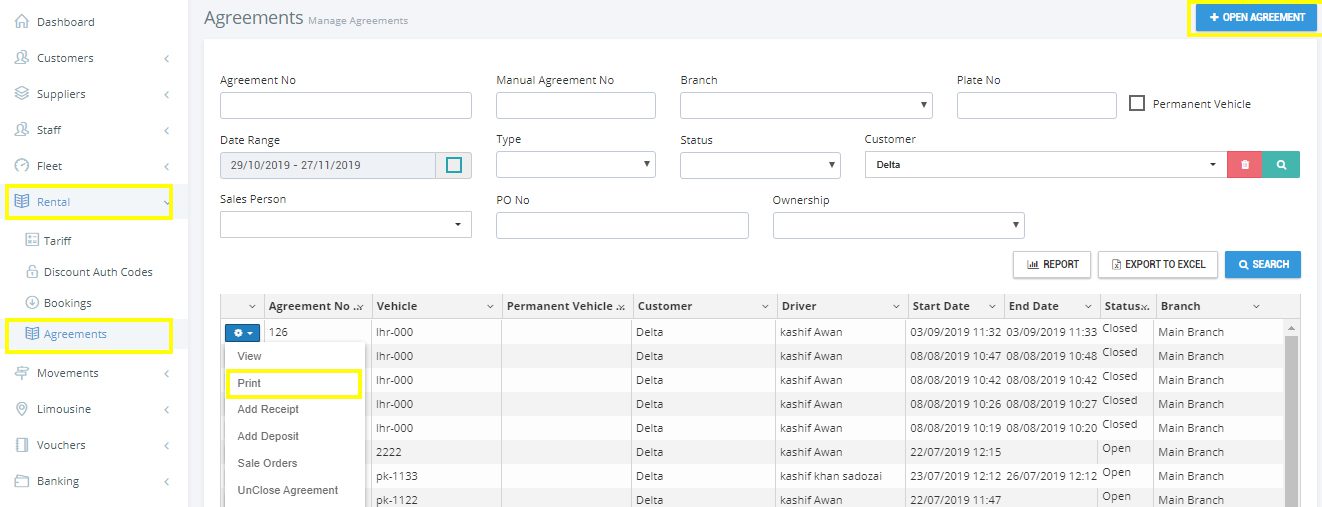 Dashboard
Customers
Suppliers
Staff
Fleet
Rental
Tariff
Discount Auth Codes
Bookings
Agreements
Movements
Limousine
Vouchers
Banking
Agreements Manage Agreements
+ OPEN AGREEMENT
Agreement No Manual Agreement No Branch Plate No
Permanent Vehicle
Date Range Type Status Customer
29/10/2019 - 27/11/2019 Delta
Sales Person PO No Ownership
REPORT EXPORT TO EXCEL SEARCH
Agreement No .. Vehicle Permanent Vehicle .. Customer Driver Start Date End Date Status.. Branch
126 lhr-000 Delta kashif Awan 03/09/2019 11:32 03/09/2019 11:33 Closed Main Branch
lhr-000 Delta kashif Awan 08/08/2019 10:47 08/08/2019 10:48 Closed Main Branch
lhr-000 Delta kashif Awan 08/08/2019 10:42 08/08/2019 10:42 Closed Main Branch
lhr-000 Delta kashif Awan 08/08/2019 10:26 08/08/2019 10:27 Closed Main Branch
lhr-000 Delta kashif Awan 08/08/2019 10:19 08/08/2019 10:20 Closed Main Branch
2222 Delta kashif Awan 22/07/2019 12:15 Open Main Branch
pk-1133 Delta kashif khan sadozai 23/07/2019 12:12 26/07/2019 12:12 Open Main Branch
pk-1122 Delta kashif Awan 22/07/2019 11:47 Open Main Branch
View
Print
Add Receipt
Add Deposit
Sale Orders
UnClose Agreement